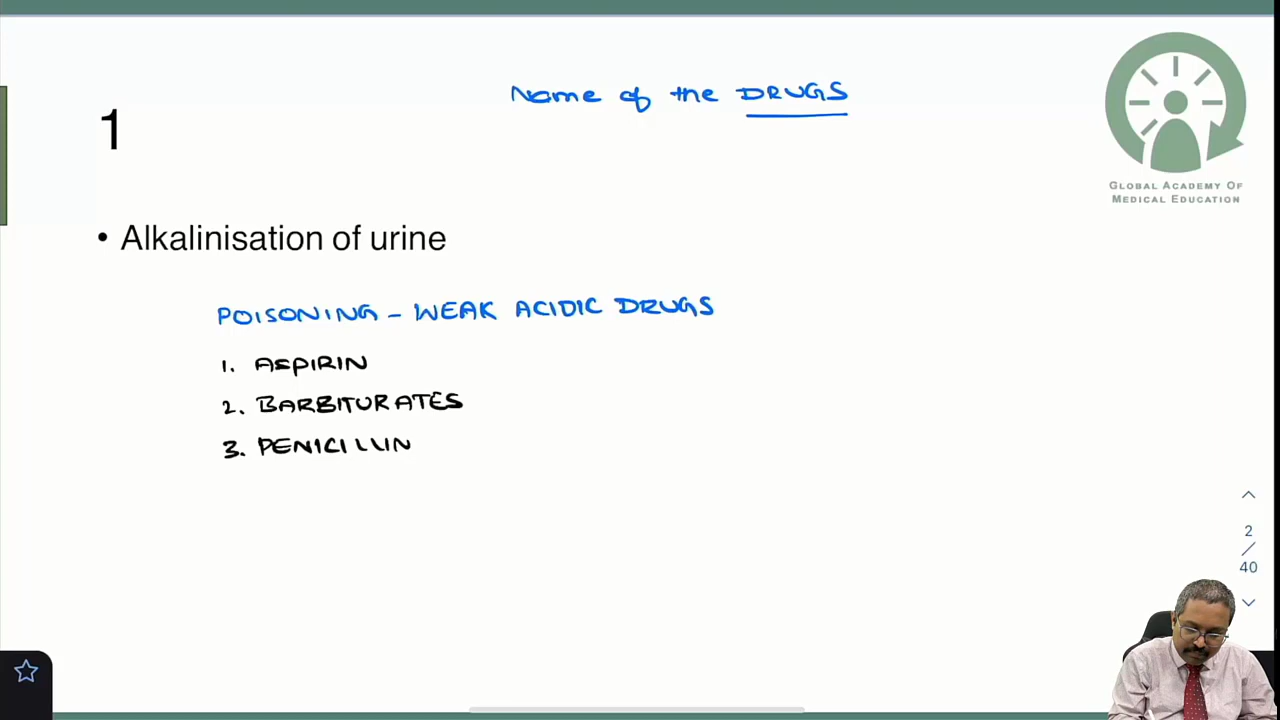 Name of the DRUGS
1
GLOBAL ACADEMY OF
MEDICAL EDUCATION
• Alkalinisation of urine
POISONING - WEAK ACIDIC DRUGS
1. ASPIRIN
2. BARBITURATES
3. PENICILLIN
2
/
40